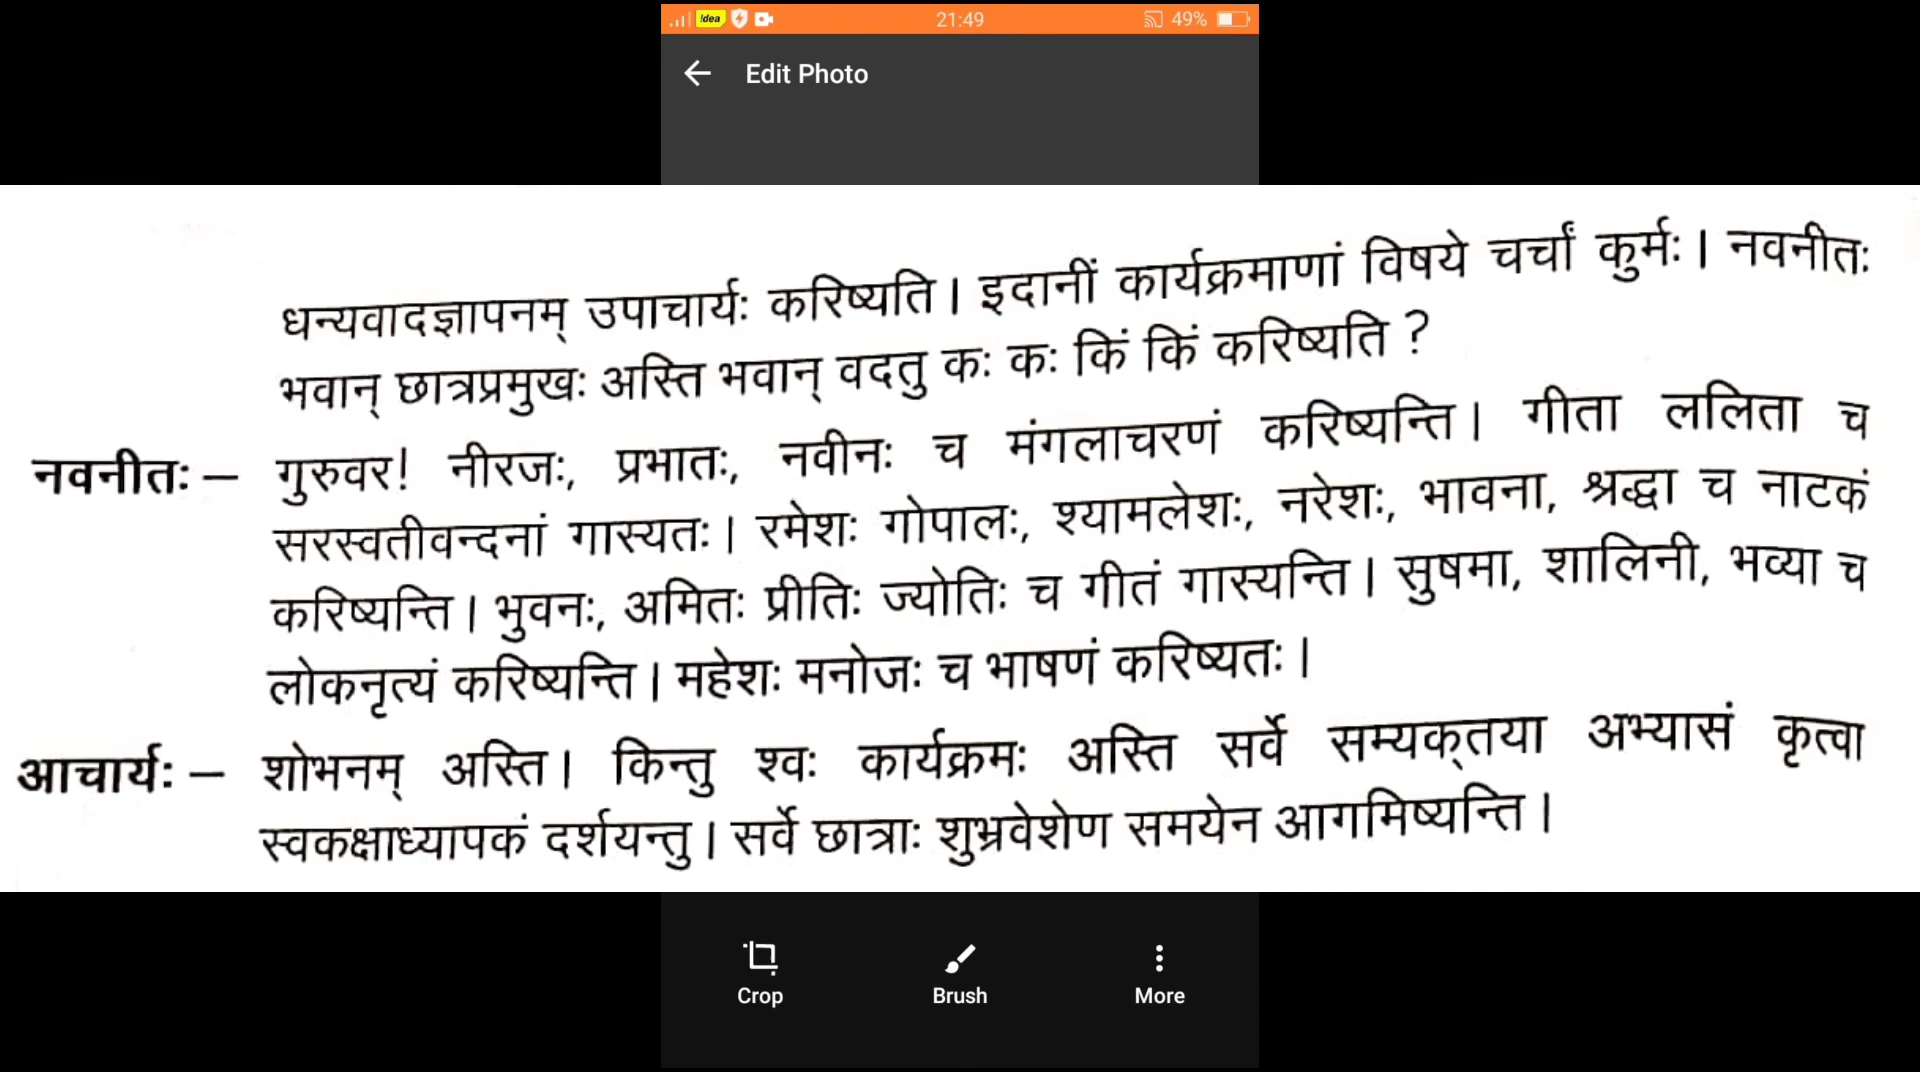 idea 21:49 49%
Edit Photo
धन्यवादज्ञापनम् उपाचार्यः करिष्यति। इदानीं कार्यक्रमाणां विषये चर्चां कुर्मः। नवनीतः
भवान् छात्रप्रमुखः अस्ति भवान् वदतु कः कः किं किं करिष्यति ?
नवनीतः – गुरुवर! नीरजः, प्रभातः, नवीनः च मंगलाचरणं करिष्यन्ति। गीता ललिता च
सरस्वतीवन्दनां गास्यतः। रमेशः गोपालः, श्यामलेशः, नरेशः, भावना, श्रद्धा च नाटकं
करिष्यन्ति। भुवनः, अमितः प्रीतिः ज्योतिः च गीतं गास्यन्ति। सुषमा, शालिनी, भव्या च
लोकनृत्यं करिष्यन्ति। महेशः मनोजः च भाषणं करिष्यतः।
आचार्यः – शोभनम् अस्ति। किन्तु श्वः कार्यक्रमः अस्ति सर्वे सम्यक्‌तया अभ्यासं कृत्वा
स्वकक्षाध्यापकं दर्शयन्तु। सर्वे छात्राः शुभ्रवेशेण समयेन आगमिष्यन्ति।
Crop Brush More